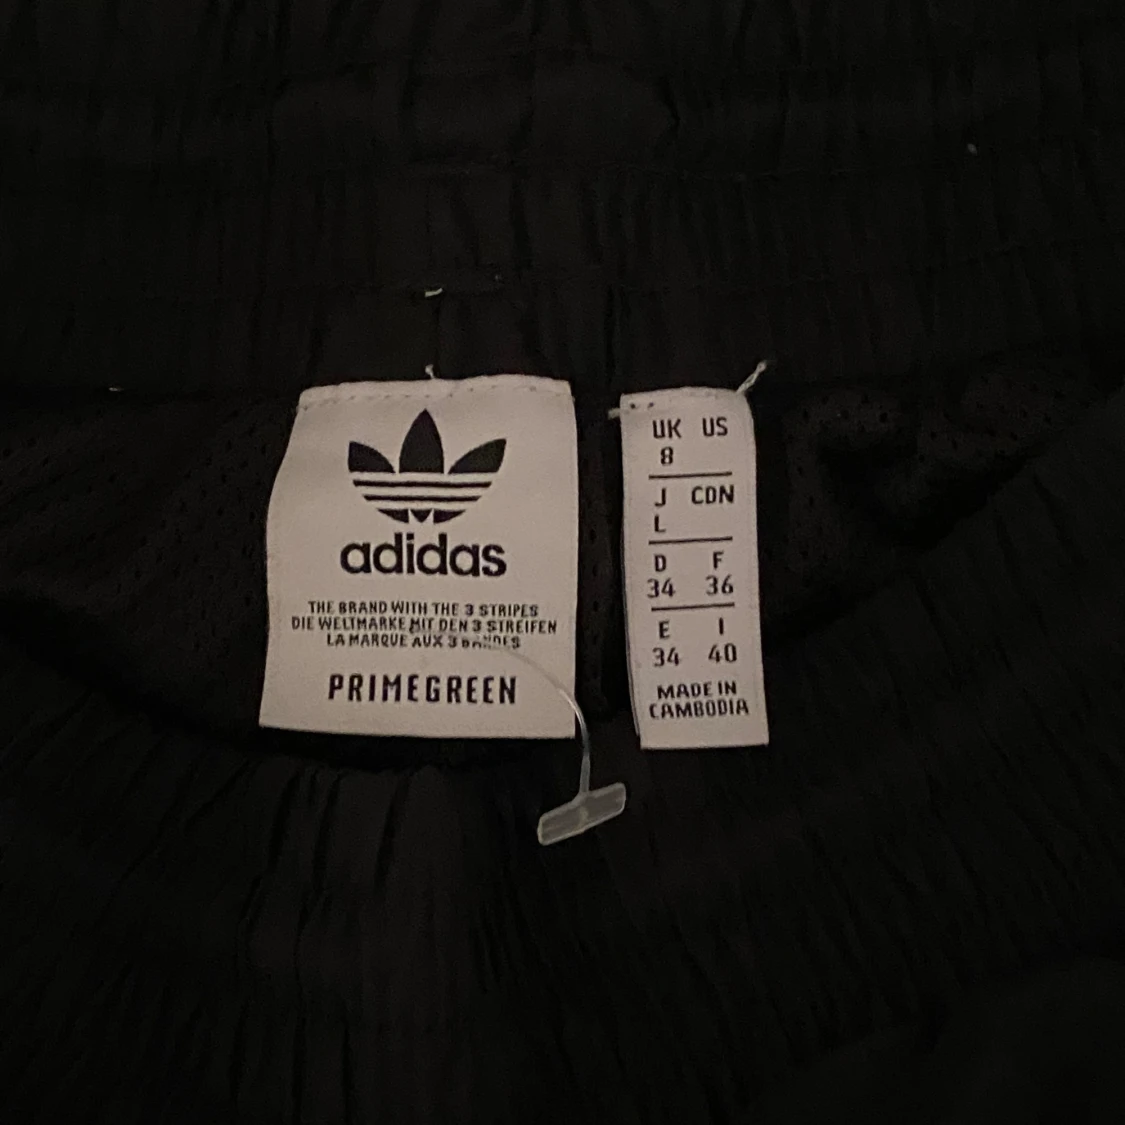 adidas
THE BRAND WITH THE 3 STRIPES
DIE WELTMARKE MIT DEN 3 STREIFEN
LA MARQUE AUX 3 BANDES
PRIMEGREEN
UK US
8
J CDN
L
D F
34 36
E I
34 40
MADE IN
CAMBODIA